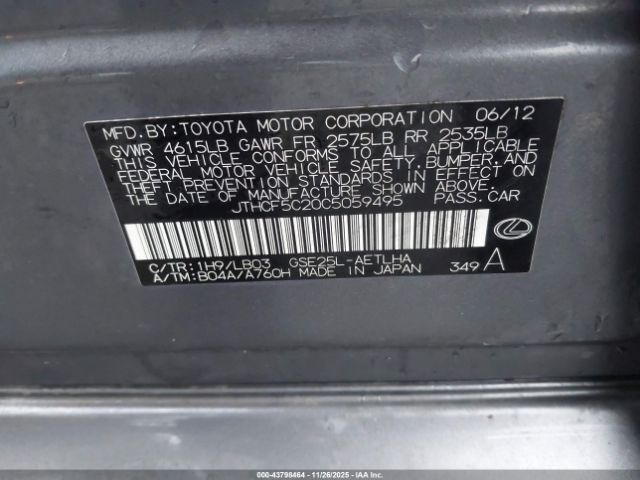 MFD.BY:TOYOTA MOTOR CORPORATION 06/12
GVWR 4615LB GAWR FR 2575LB RR 2535LB
THIS VEHICLE CONFORMS TO ALL APPLICABLE
FEDERAL MOTOR VEHICLE SAFETY, BUMPER, AND
THEFT PREVENTION STANDARDS IN EFFECT ON
THE DATE OF MANUFACTURE SHOWN ABOVE.
JTHCF5C20C5059495 PASS.CAR
C/TR:1H9/LB03 GSE25L-AETLHA
A/TM:B04A/A760H MADE IN JAPAN 349 A
000-43798464 - 11/26/2025 - IAAI.COM